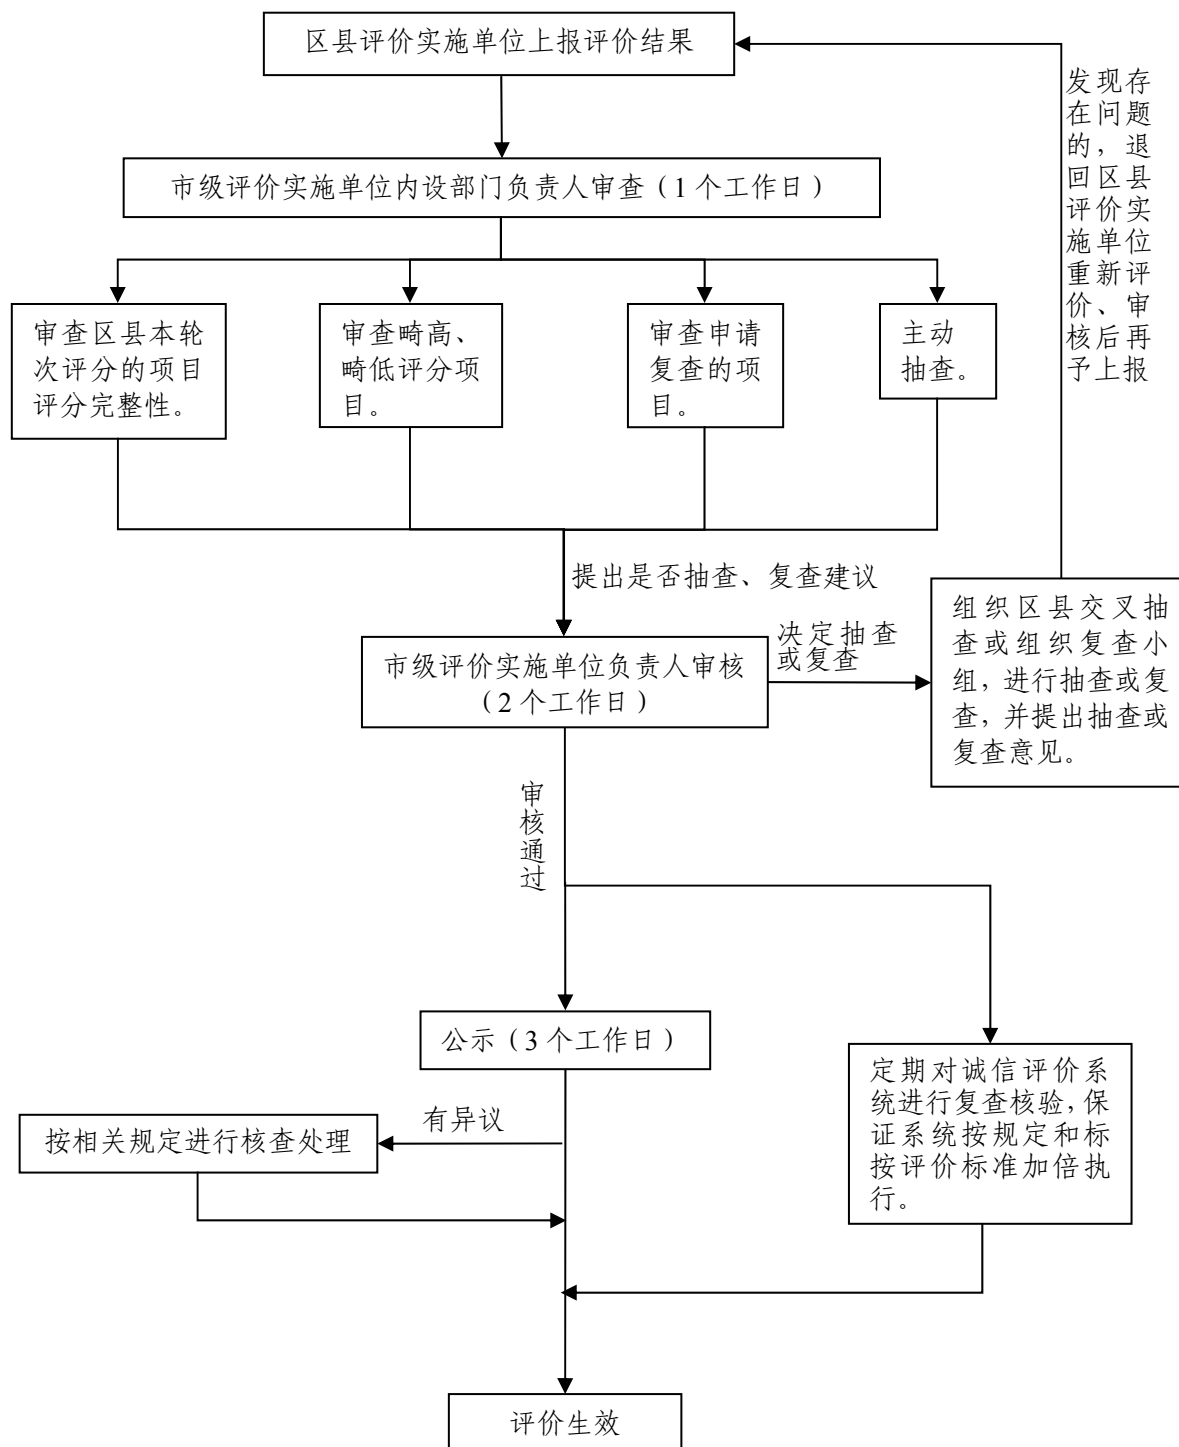 区县评价实施单位上报评价结果
发现存
在问题
的，退
回区县
评价实
施单位
重新评
价、审
核后再
予上报
市级评价实施单位内设部门负责人审查（1个工作日）
审查区县本轮
次评分的项目
评分完整性。
审查畸高、
畸低评分项
目。
审查申请
复查的项
目。
主动
抽查。
提出是否抽查、复查建议
市级评价实施单位负责人审核
（2个工作日）
决定抽查
或复查
组织区县交叉抽
查或组织复查小
组，进行抽查或复
查，并提出抽查或
复查意见。
审核通过
公示（3个工作日）
有异议
按相关规定进行核查处理
定期对诚信评价系
统进行复查核验，保
证系统按规定和标
按评价标准加倍执
行。
评价生效